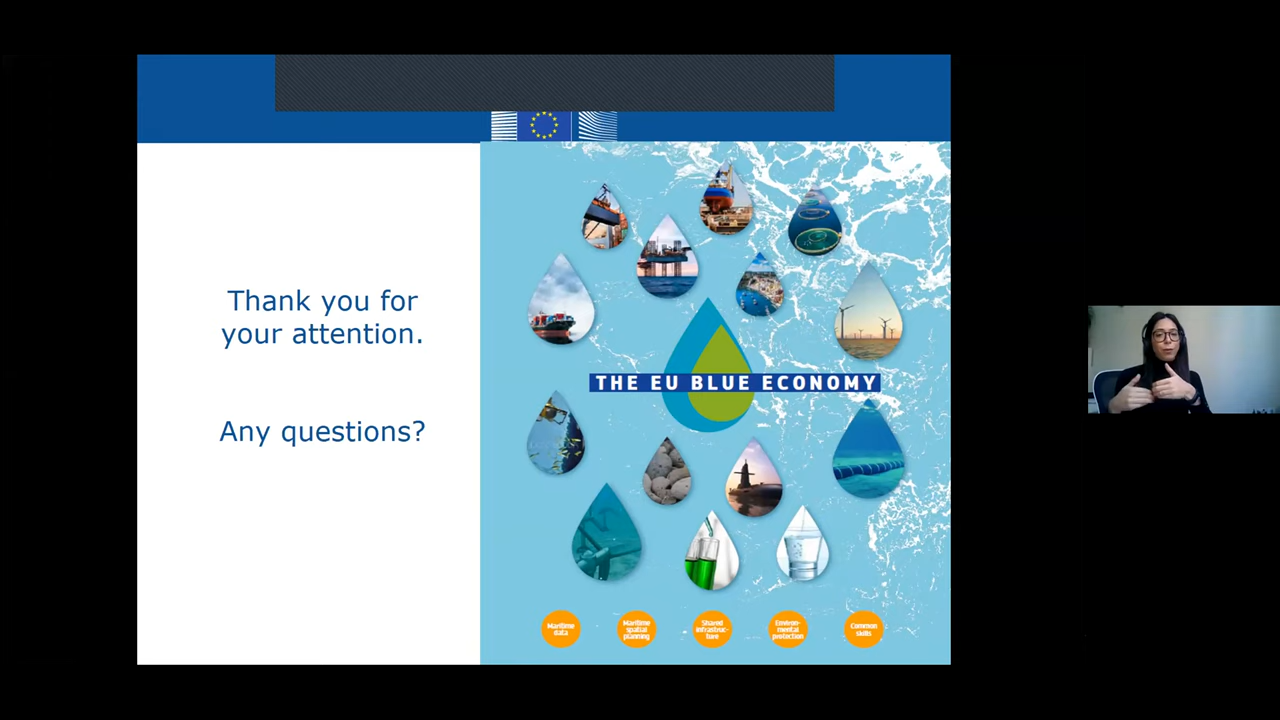 Thank you for
your attention.
Any questions?
THE EU BLUE ECONOMY
Maritime
data
Maritime
spatial
planning
Shared
infrastruc-
ture
Environ-
mental
protection
Common
skills